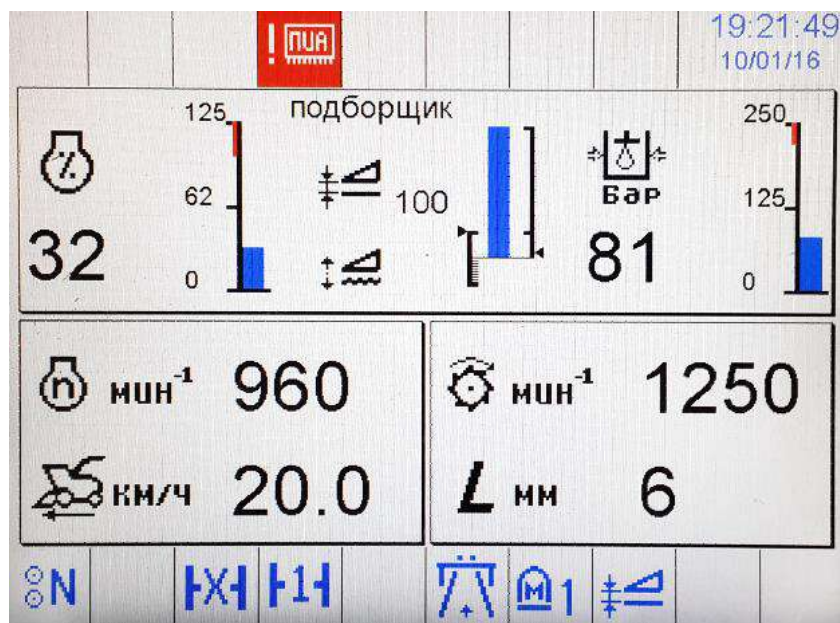 ! ПИА
19:21:49
10/01/16
125
подборщик
250
%
62
100
Бар
125
32
81
0
0
n мин-1 960
мин-1 1250
км/ч 20.0
L мм 6
N
X
1
M 1